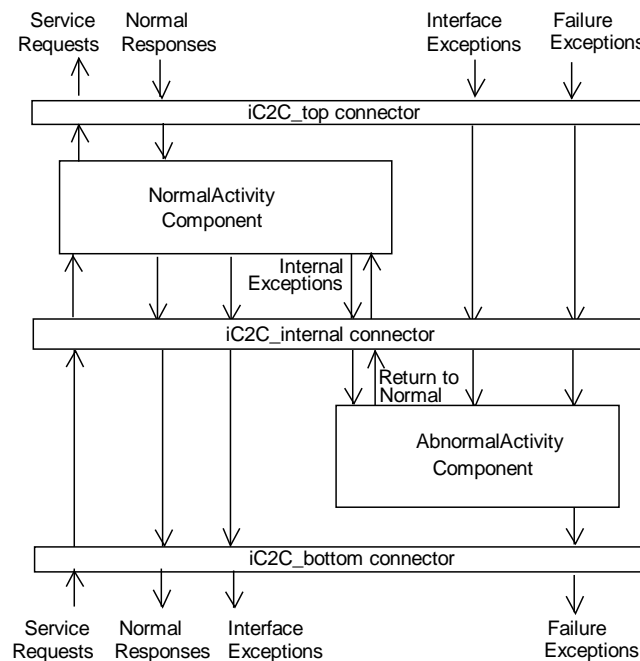 Service Requests
Normal Responses
Interface Exceptions
Failure Exceptions
iC2C_top connector
NormalActivity
Component
Internal
Exceptions
iC2C_internal connector
Return to
Normal
AbnormalActivity
Component
iC2C_bottom connector
Service Requests
Normal Responses
Interface Exceptions
Failure Exceptions